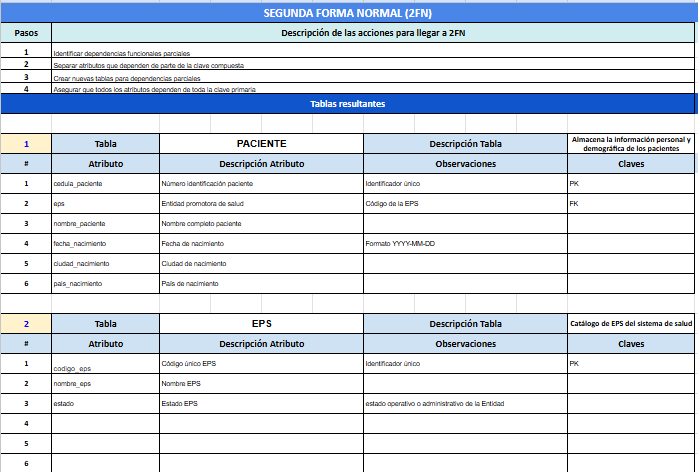 SEGUNDA FORMA NORMAL (2FN)
Pasos Descripción de las acciones para llegar a 2FN
1 Identificar dependencias funcionales parciales
2 Separar atributos que dependen de parte de la clave compuesta
3 Crear nuevas tablas para dependencias parciales
4 Asegurar que todos los atributos dependen de toda la clave primaria
Tablas resultantes
1 Tabla PACIENTE Descripción Tabla Almacena la información personal y demográfica de los pacientes
# Atributo Descripción Atributo Observaciones Claves
1 cedula_paciente Número identificación paciente Identificador único PK
2 eps Entidad promotora de salud Código de la EPS FK
3 nombre_paciente Nombre completo paciente
4 fecha_nacimiento Fecha de nacimiento Formato YYYY-MM-DD
5 ciudad_nacimiento Ciudad de nacimiento
6 pais_nacimiento País de nacimiento
2 Tabla EPS Descripción Tabla Catálogo de EPS del sistema de salud
# Atributo Descripción Atributo Observaciones Claves
1 codigo_eps Código único EPS Identificador único PK
2 nombre_eps Nombre EPS
3 estado Estado EPS estado operativo o administrativo de la Entidad
4
5
6